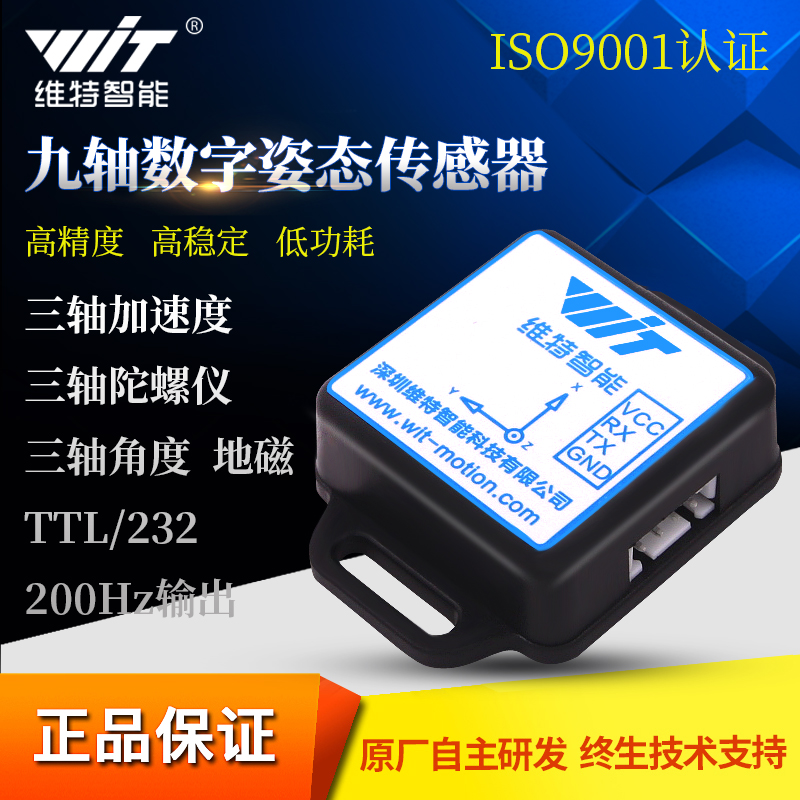 WIT®
维特智能
ISO9001认证
九轴数字姿态传感器
高精度 高稳定 低功耗
三轴加速度
三轴陀螺仪
三轴角度 地磁
TTL/232
200Hz输出
WIT
维特智能
X
Y
Z
VCC
RX
TX
GND
深圳维特智能科技有限公司
www.wit-motion.com
正品保证
原厂自主研发 终生技术支持